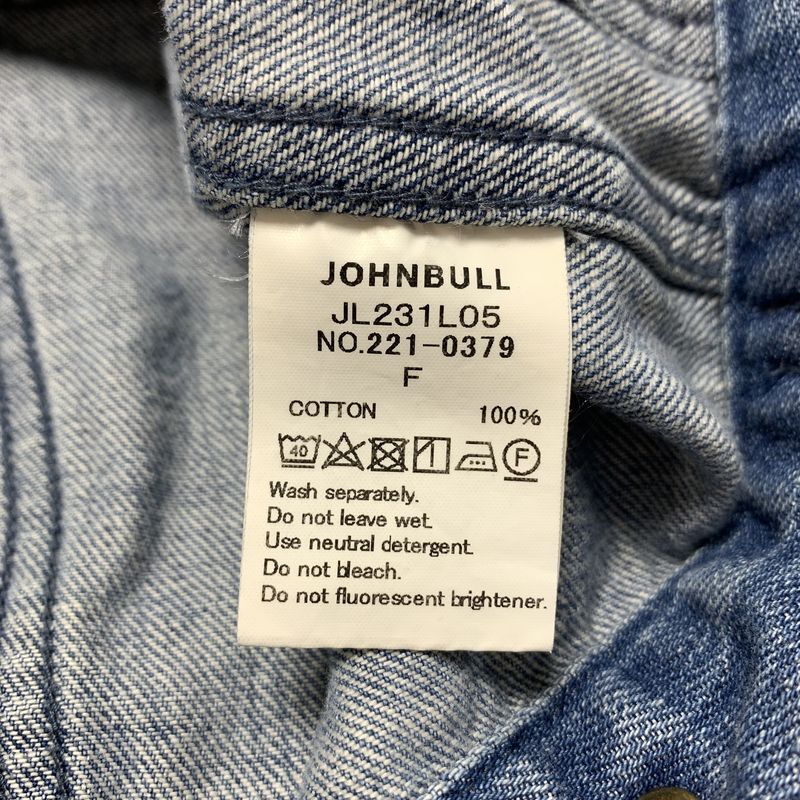 JOHNBULL
JL231L05
NO.221-0379
F
COTTON 100%
40 F
Wash separately.
Do not leave wet.
Use neutral detergent.
Do not bleach.
Do not fluorescent brightener.